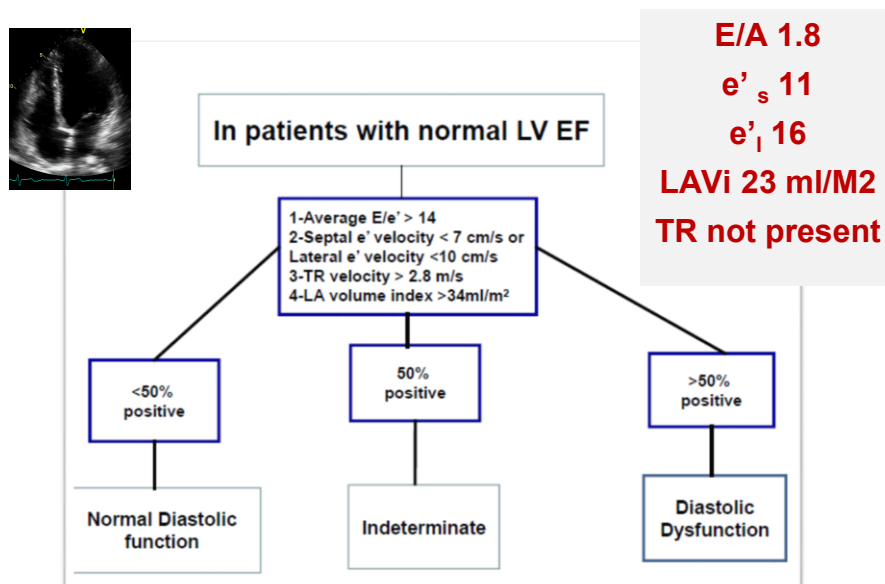 E/A 1.8
e' s 11
e'l 16
LAVi 23 ml/M2
TR not present
In patients with normal LV EF
1-Average E/e' > 14
2-Septal e' velocity < 7 cm/s or
Lateral e' velocity <10 cm/s
3-TR velocity > 2.8 m/s
4-LA volume index >34ml/m²
<50%
positive
50%
positive
>50%
positive
Normal Diastolic
function
Indeterminate
Diastolic
Dysfunction